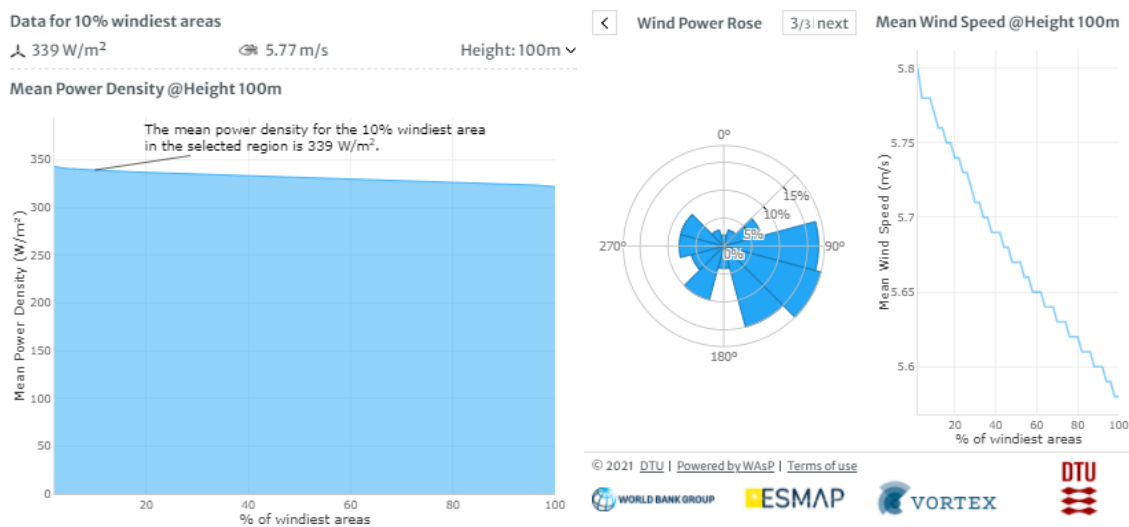 Data for 10% windiest areas
339 W/m² 5.77 m/s Height: 100m
Mean Power Density @Height 100m
The mean power density for the 10% windiest area
in the selected region is 339 W/m².
Mean Power Density (W/m²)
350
300
250
200
150
100
50
0
20 40 60 80 100
% of windiest areas
Wind Power Rose 3/3| next
0°
15%
10%
5%
0%
270° 90°
180°
Mean Wind Speed @Height 100m
Mean Wind Speed (m/s)
5.8
5.75
5.7
5.65
5.6
20 40 60 80 100
% of windiest areas
© 2021 DTU | Powered by WAsP | Terms of use
WORLD BANK GROUP ESMAP VORTEX DTU